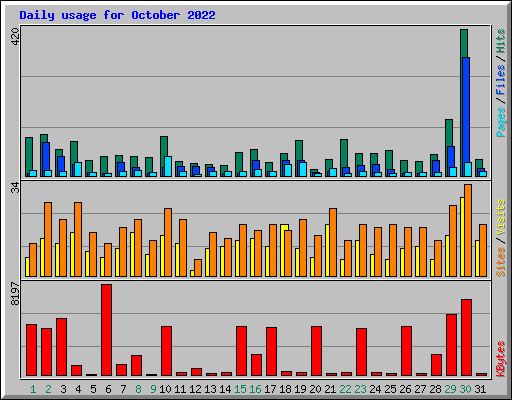 Daily usage for October 2022
420
Pages / Files / Hits
34
Sites / Visits
8197
KBytes
1 2 3 4 5 6 7 8 9 10 11 12 13 14 15 16 17 18 19 20 21 22 23 24 25 26 27 28 29 30 31